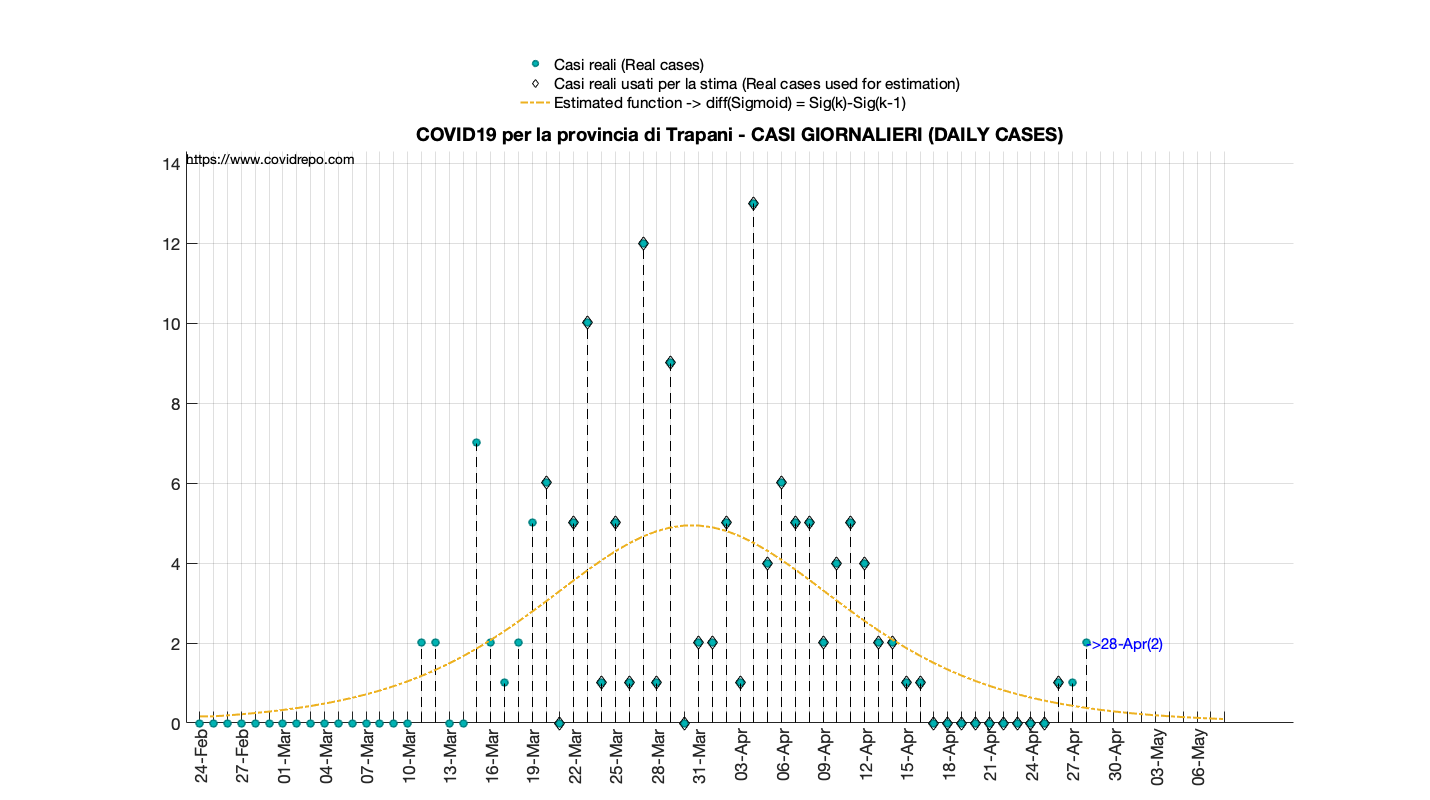 Casi reali (Real cases)
Casi reali usati per la stima (Real cases used for estimation)
Estimated function -> diff(Sigmoid) = Sig(k)-Sig(k-1)
COVID19 per la provincia di Trapani - CASI GIORNALIERI (DAILY CASES)
https://www.covidrepo.com
14
12
10
8
6
4
2
0
->28-Apr(2)
24-Feb
27-Feb
01-Mar
04-Mar
07-Mar
10-Mar
13-Mar
16-Mar
19-Mar
22-Mar
25-Mar
28-Mar
31-Mar
03-Apr
06-Apr
09-Apr
12-Apr
15-Apr
18-Apr
21-Apr
24-Apr
27-Apr
30-Apr
03-May
06-May